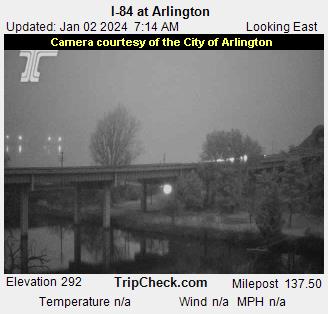 I-84 at Arlington
Updated: Jan 02 2024 7:14 AM Looking East
Camera courtesy of the City of Arlington
Elevation 292 TripCheck.com Milepost 137.50
Temperature n/a Wind n/a MPH n/a